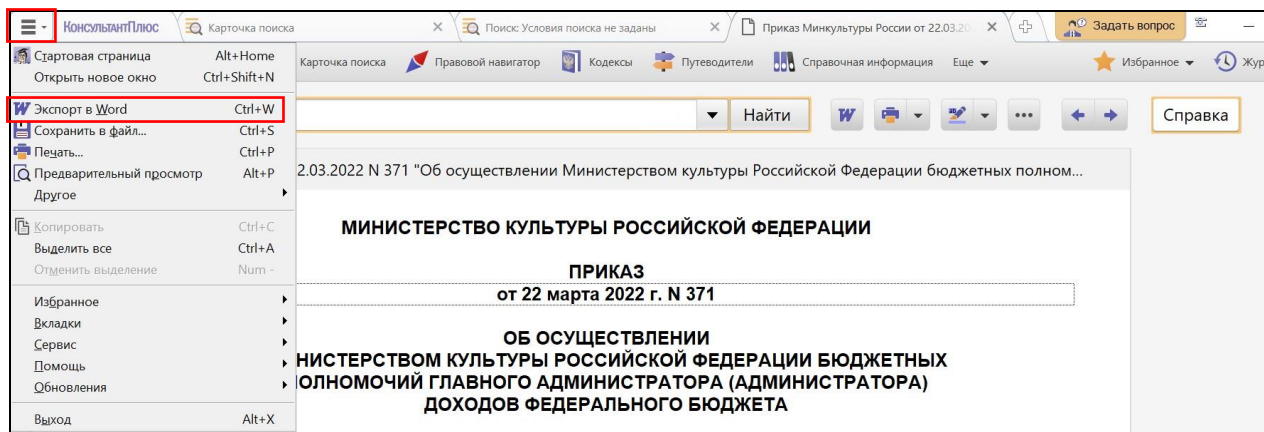 КонсультантПлюс Карточка поиска Поиск: Условия поиска не заданы Приказ Минкультуры России от 22.03.20 Задать вопрос
Стартовая страница Alt+Home
Открыть новое окно Ctrl+Shift+N
Карточка поиска Правовой навигатор Кодексы Путеводители Справочная информация Еще Избранное Жур
Экспорт в Word Ctrl+W
Сохранить в файл... Ctrl+S
Печать... Ctrl+P
Предварительный просмотр Alt+P
Другое
Найти W ... Справка
Копировать Ctrl+C
Выделить все Ctrl+A
Отменить выделение Num -
Избранное
Вкладки
Сервис
Помощь
Обновления
Выход Alt+X
2.03.2022 N 371 "Об осуществлении Министерством культуры Российской Федерации бюджетных полном...
МИНИСТЕРСТВО КУЛЬТУРЫ РОССИЙСКОЙ ФЕДЕРАЦИИ
ПРИКАЗ
от 22 марта 2022 г. N 371
ОБ ОСУЩЕСТВЛЕНИИ
НИСТЕРСТВОМ КУЛЬТУРЫ РОССИЙСКОЙ ФЕДЕРАЦИИ БЮДЖЕТНЫХ
ОЛНОМОЧИЙ ГЛАВНОГО АДМИНИСТРАТОРА (АДМИНИСТРАТОРА)
ДОХОДОВ ФЕДЕРАЛЬНОГО БЮДЖЕТА